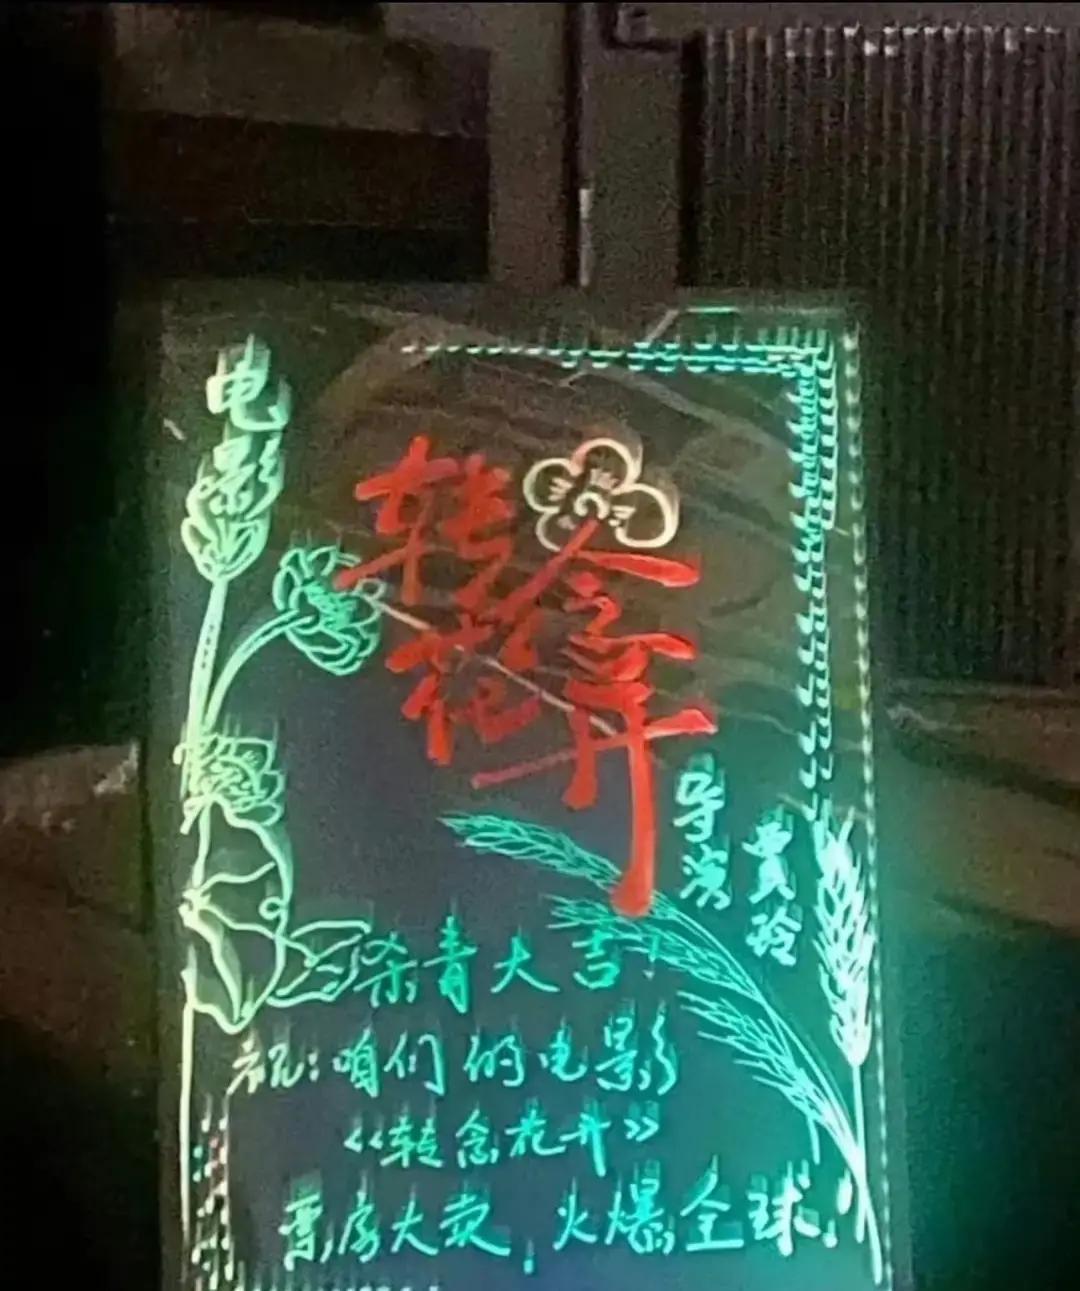 电影
转念
花开
导演
贾玲
杀青大吉
祝:咱们的电影
《转念花开》
票房大卖,火爆全球!